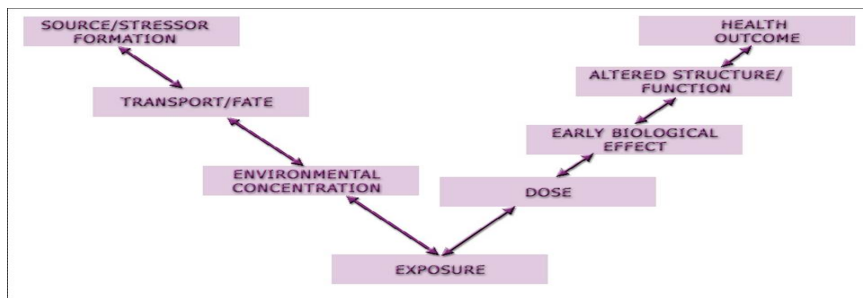 SOURCE/STRESSOR
FORMATION
HEALTH
OUTCOME
TRANSPORT/FATE
ALTERED STRUCTURE/
FUNCTION
EARLY BIOLOGICAL
EFFECT
ENVIRONMENTAL
CONCENTRATION
DOSE
EXPOSURE